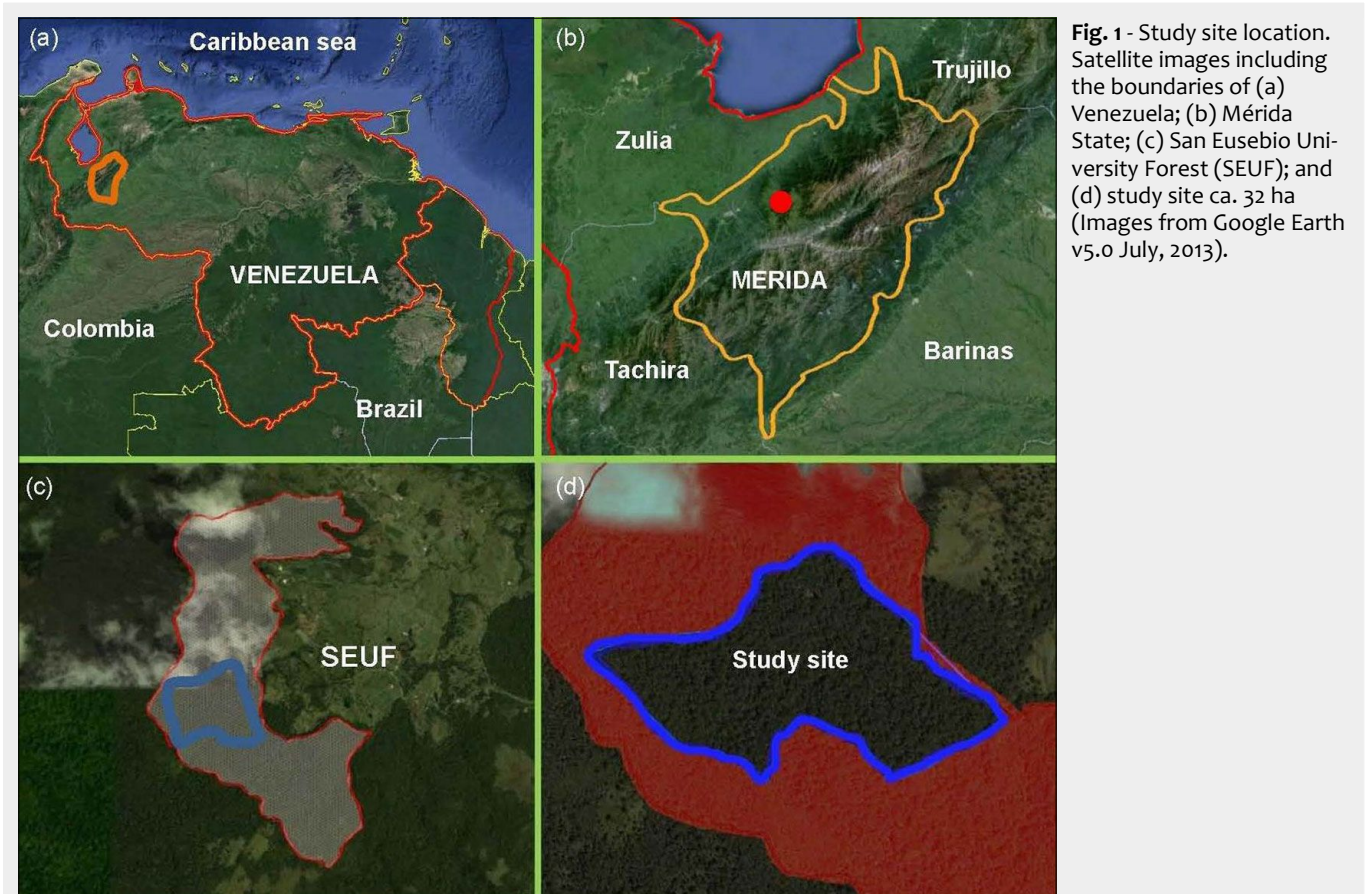 (a)
Caribbean sea
VENEZUELA
Colombia
Brazil
(b)
Trujillo
Zulia
MERIDA
Tachira
Barinas
(c)
SEUF
(d)
Study site
Fig. 1 - Study site location.
Satellite images including
the boundaries of (a)
Venezuela; (b) Mérida
State; (c) San Eusebio Uni-
versity Forest (SEUF); and
(d) study site ca. 32 ha
(Images from Google Earth
v5.0 July, 2013).